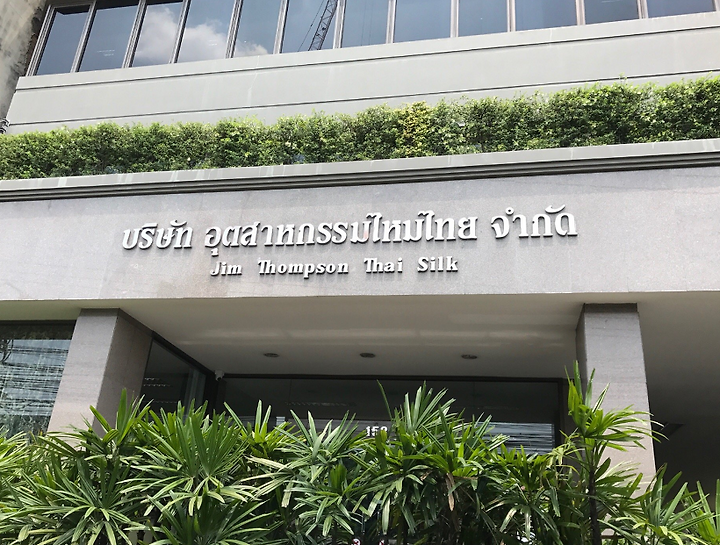 บริษัท อุตสาหกรรมไหมไทย จำกัด
Jim Thompson Thai Silk